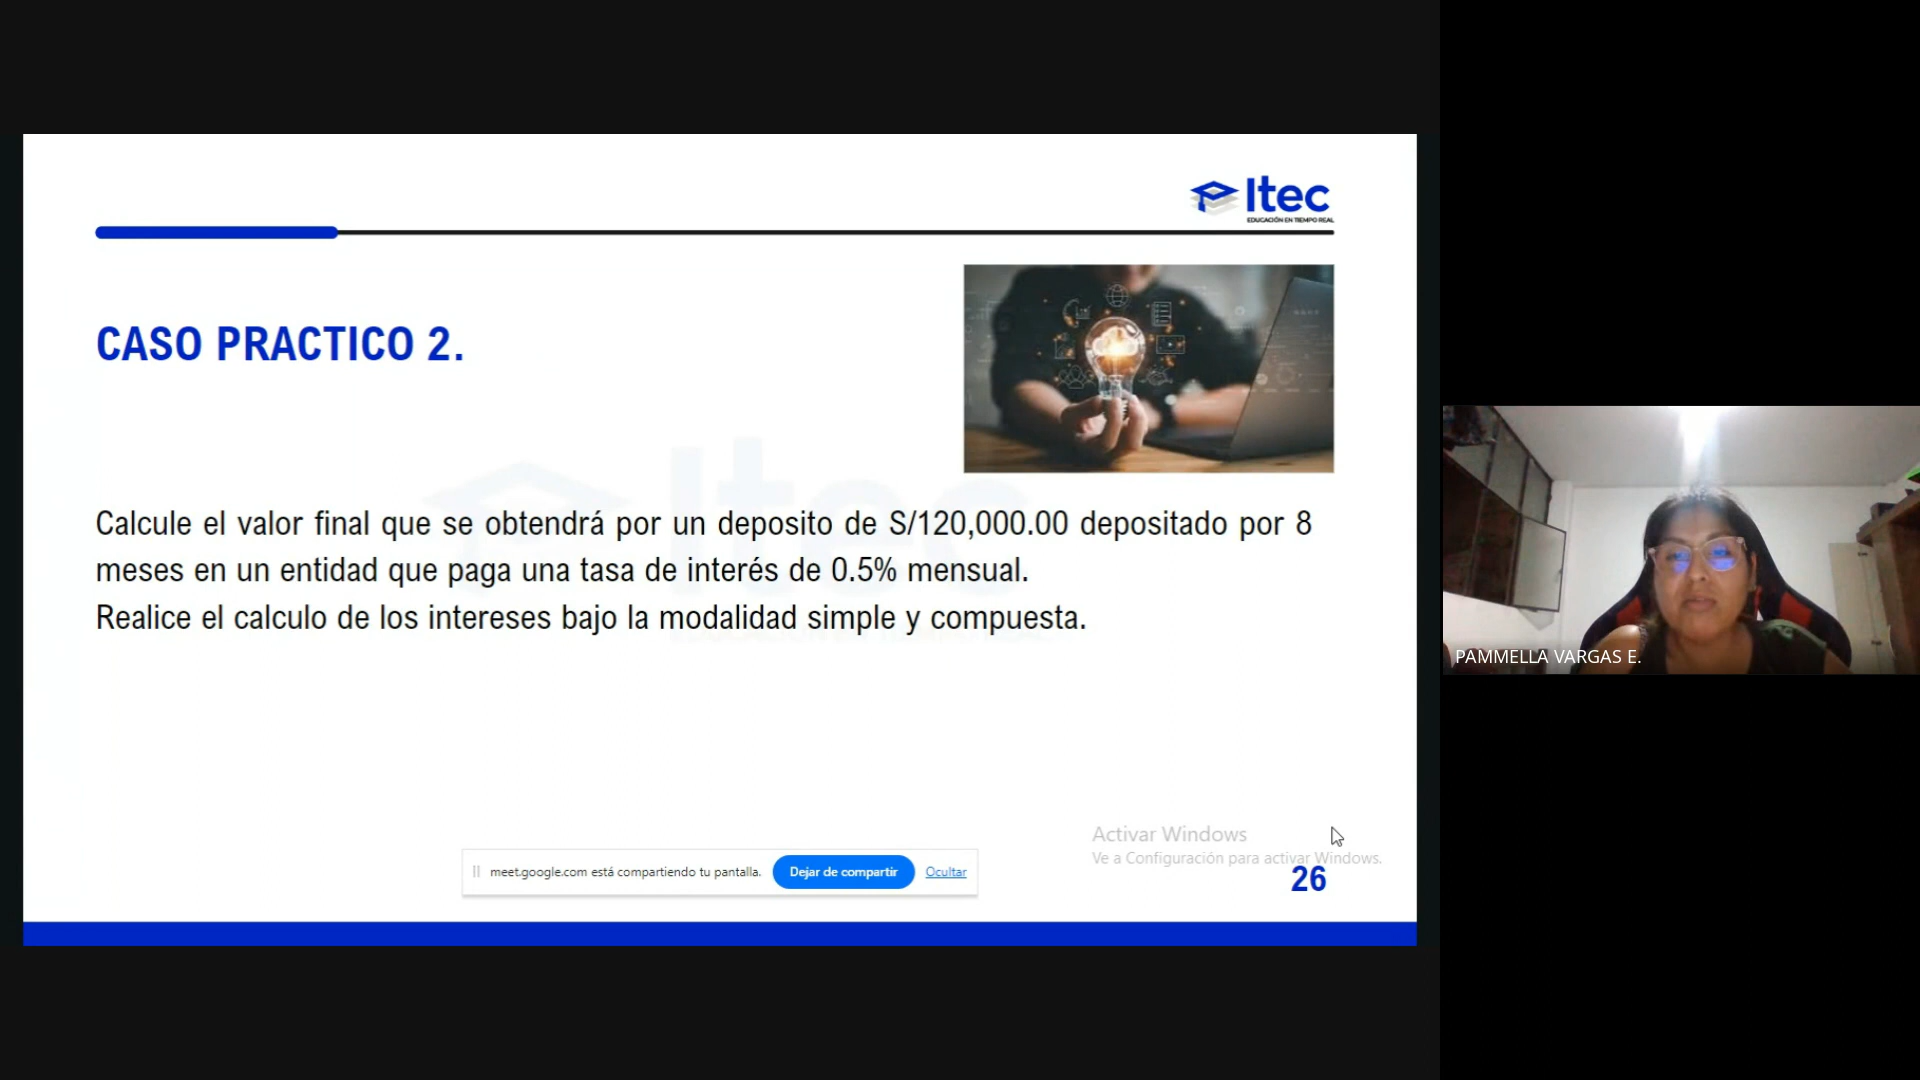 Itec
EDUCACIÓN EN TIEMPO REAL
CASO PRACTICO 2.
Calcule el valor final que se obtendrá por un deposito de S/120,000.00 depositado por 8
meses en un entidad que paga una tasa de interés de 0.5% mensual.
Realice el calculo de los intereses bajo la modalidad simple y compuesta.
PAMMELLA VARGAS E.
Activar Windows
Ve a Configuración para activar Windows.
meet.google.com está compartiendo tu pantalla.
Dejar de compartir
Ocultar
26